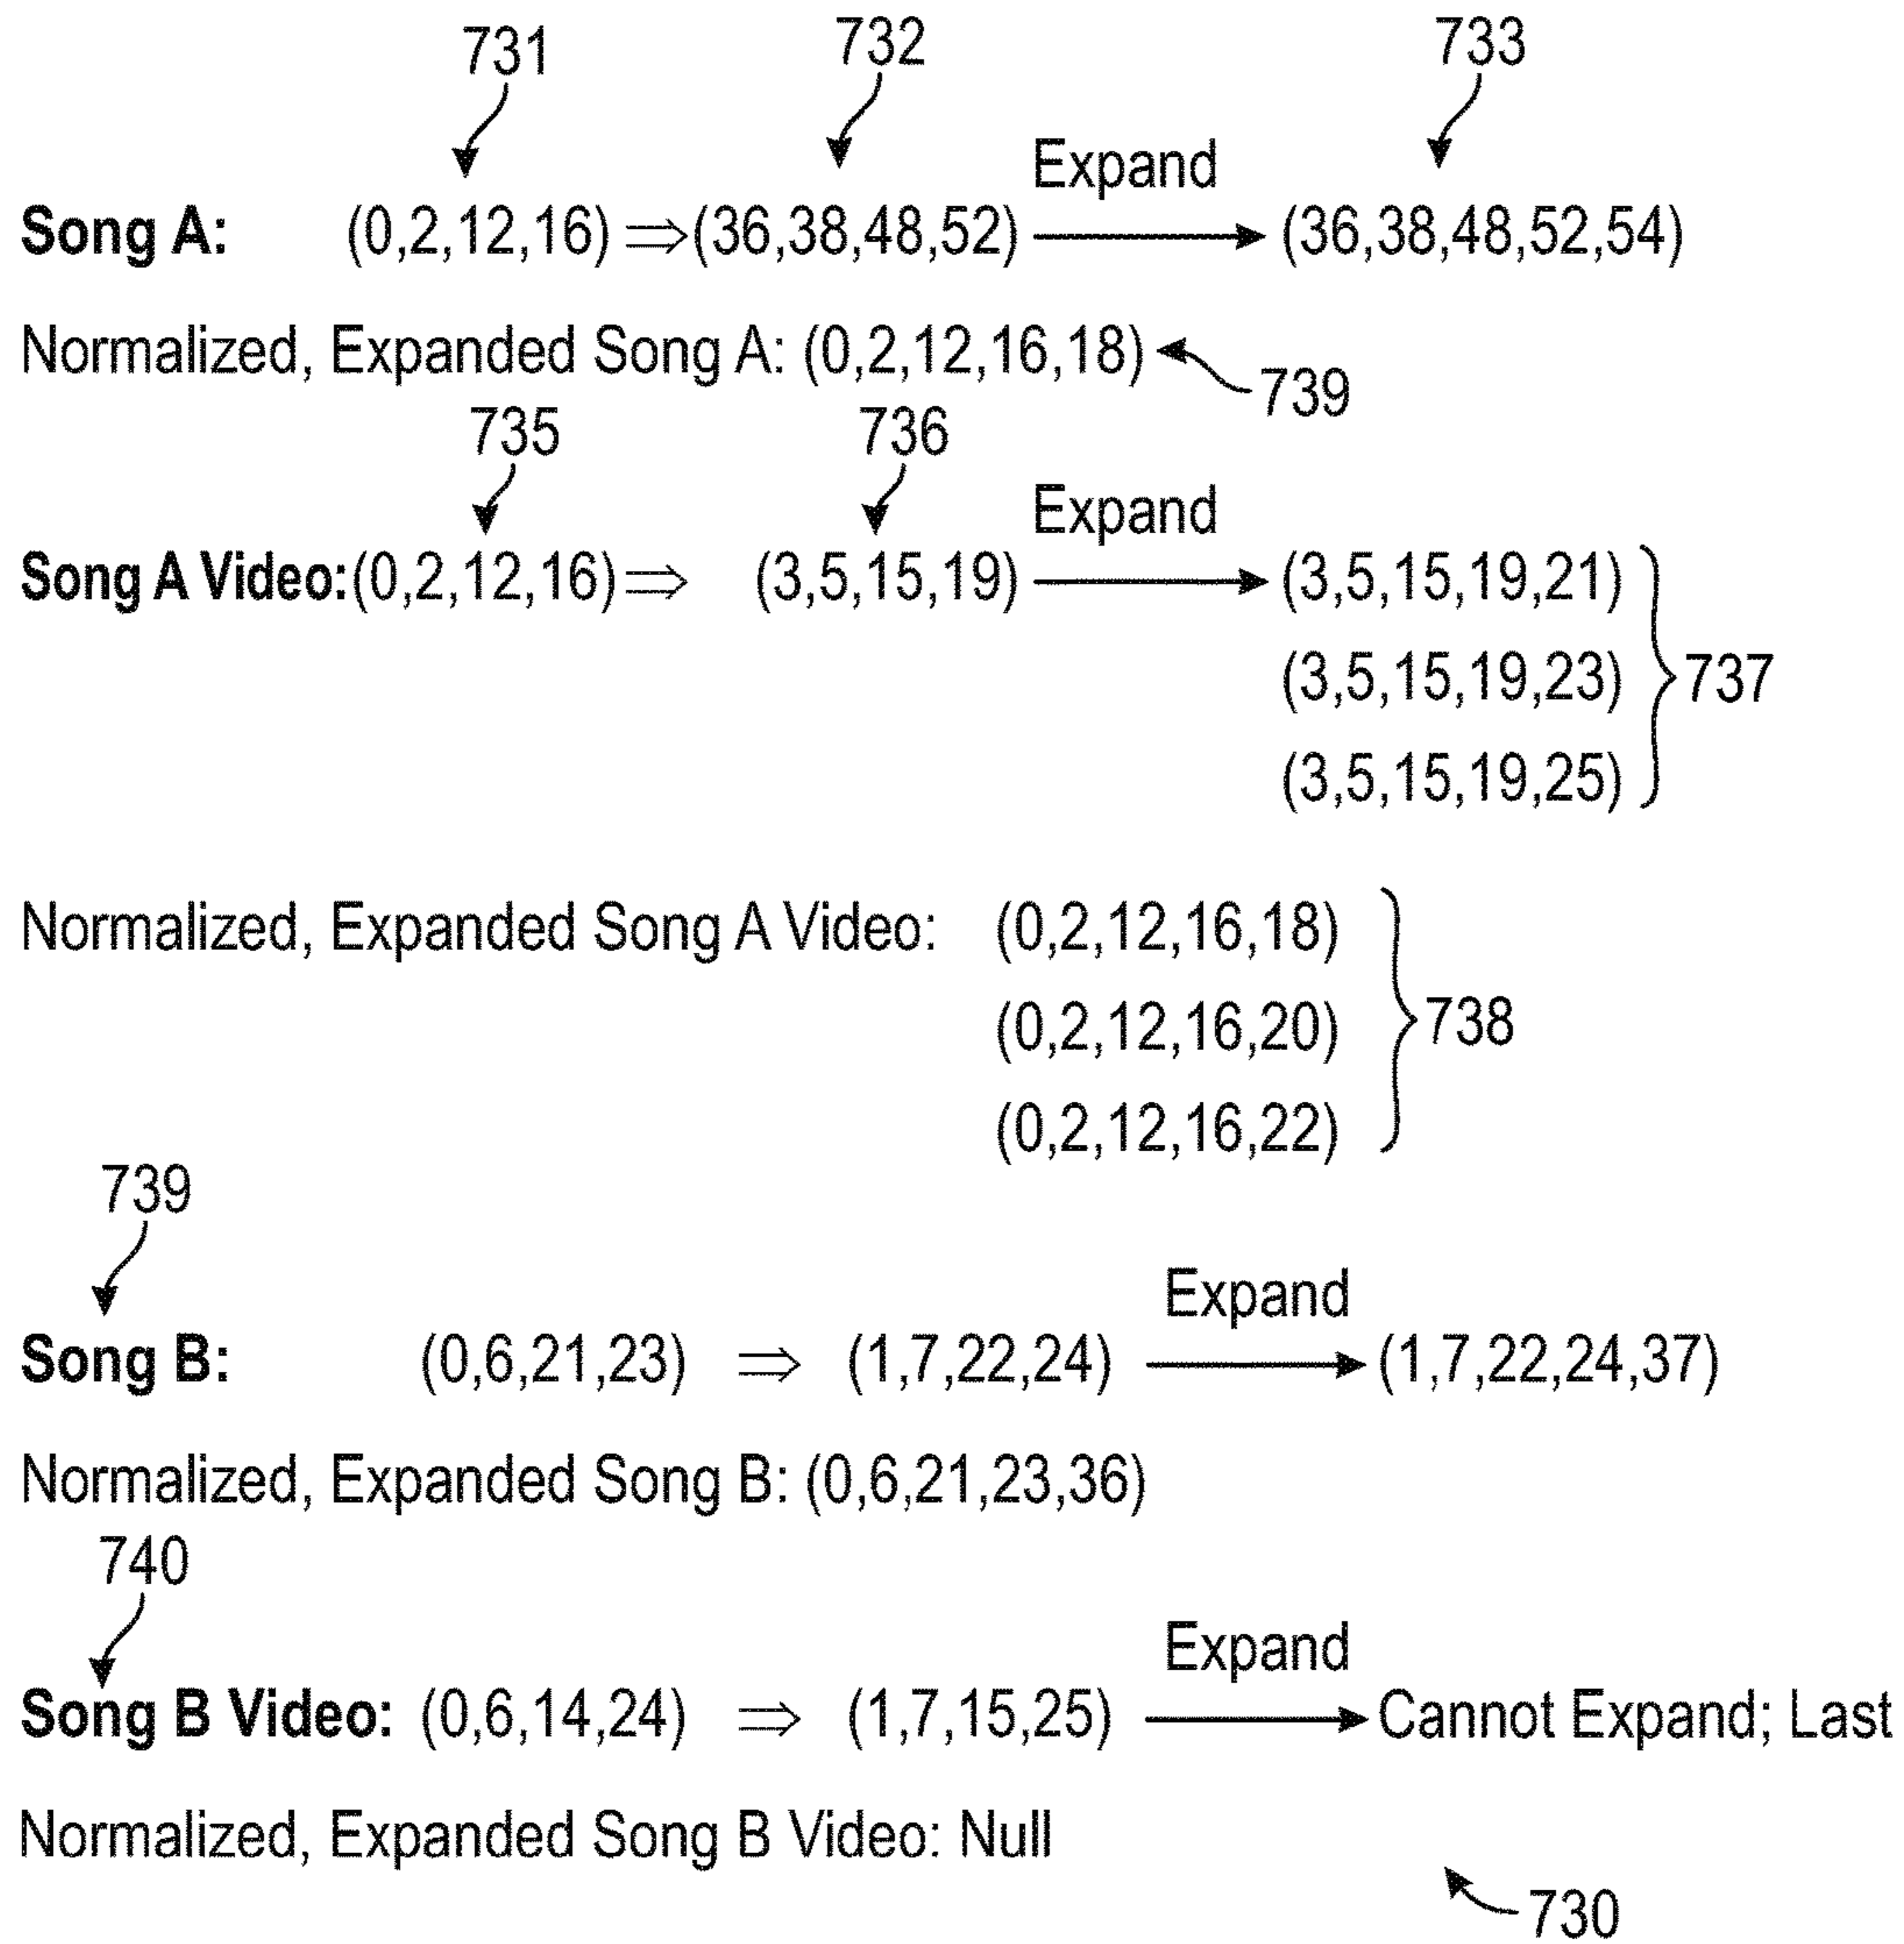 731 732 733
Expand
Song A: (0,2,12,16) ⇒ (36,38,48,52) → (36,38,48,52,54)
Normalized, Expanded Song A: (0,2,12,16,18)
739
735 736
Expand
Song A Video: (0,2,12,16) ⇒ (3,5,15,19) → (3,5,15,19,21)
(3,5,15,19,23) 737
(3,5,15,19,25)
Normalized, Expanded Song A Video: (0,2,12,16,18)
(0,2,12,16,20) 738
(0,2,12,16,22)
739
Expand
Song B: (0,6,21,23) ⇒ (1,7,22,24) → (1,7,22,24,37)
Normalized, Expanded Song B: (0,6,21,23,36)
740
Expand
Song B Video: (0,6,14,24) ⇒ (1,7,15,25) → Cannot Expand; Last
Normalized, Expanded Song B Video: Null
730